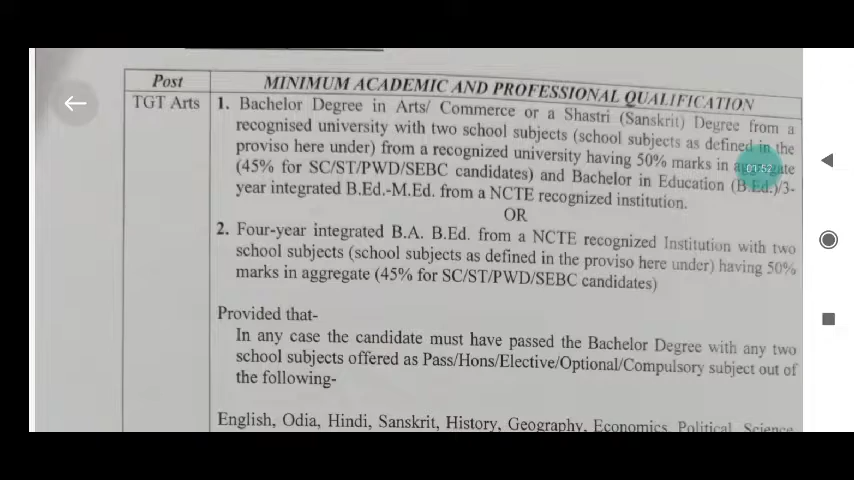 Post MINIMUM ACADEMIC AND PROFESSIONAL QUALIFICATION
TGT Arts 1. Bachelor Degree in Arts/ Commerce or a Shastri (Sanskrit) Degree from a
recognised university with two school subjects (school subjects as defined in the
proviso here under) from a recognized university having 50% marks in aggregate
(45% for SC/ST/PWD/SEBC candidates) and Bachelor in Education (B.Ed.)/3-
year integrated B.Ed.-M.Ed. from a NCTE recognized institution.
OR
2. Four-year integrated B.A. B.Ed. from a NCTE recognized Institution with two
school subjects (school subjects as defined in the proviso here under) having 50%
marks in aggregate (45% for SC/ST/PWD/SEBC candidates)
Provided that-
In any case the candidate must have passed the Bachelor Degree with any two
school subjects offered as Pass/Hons/Elective/Optional/Compulsory subject out of
the following-
English, Odia, Hindi, Sanskrit, History, Geography, Economics, Political Science,
01:52